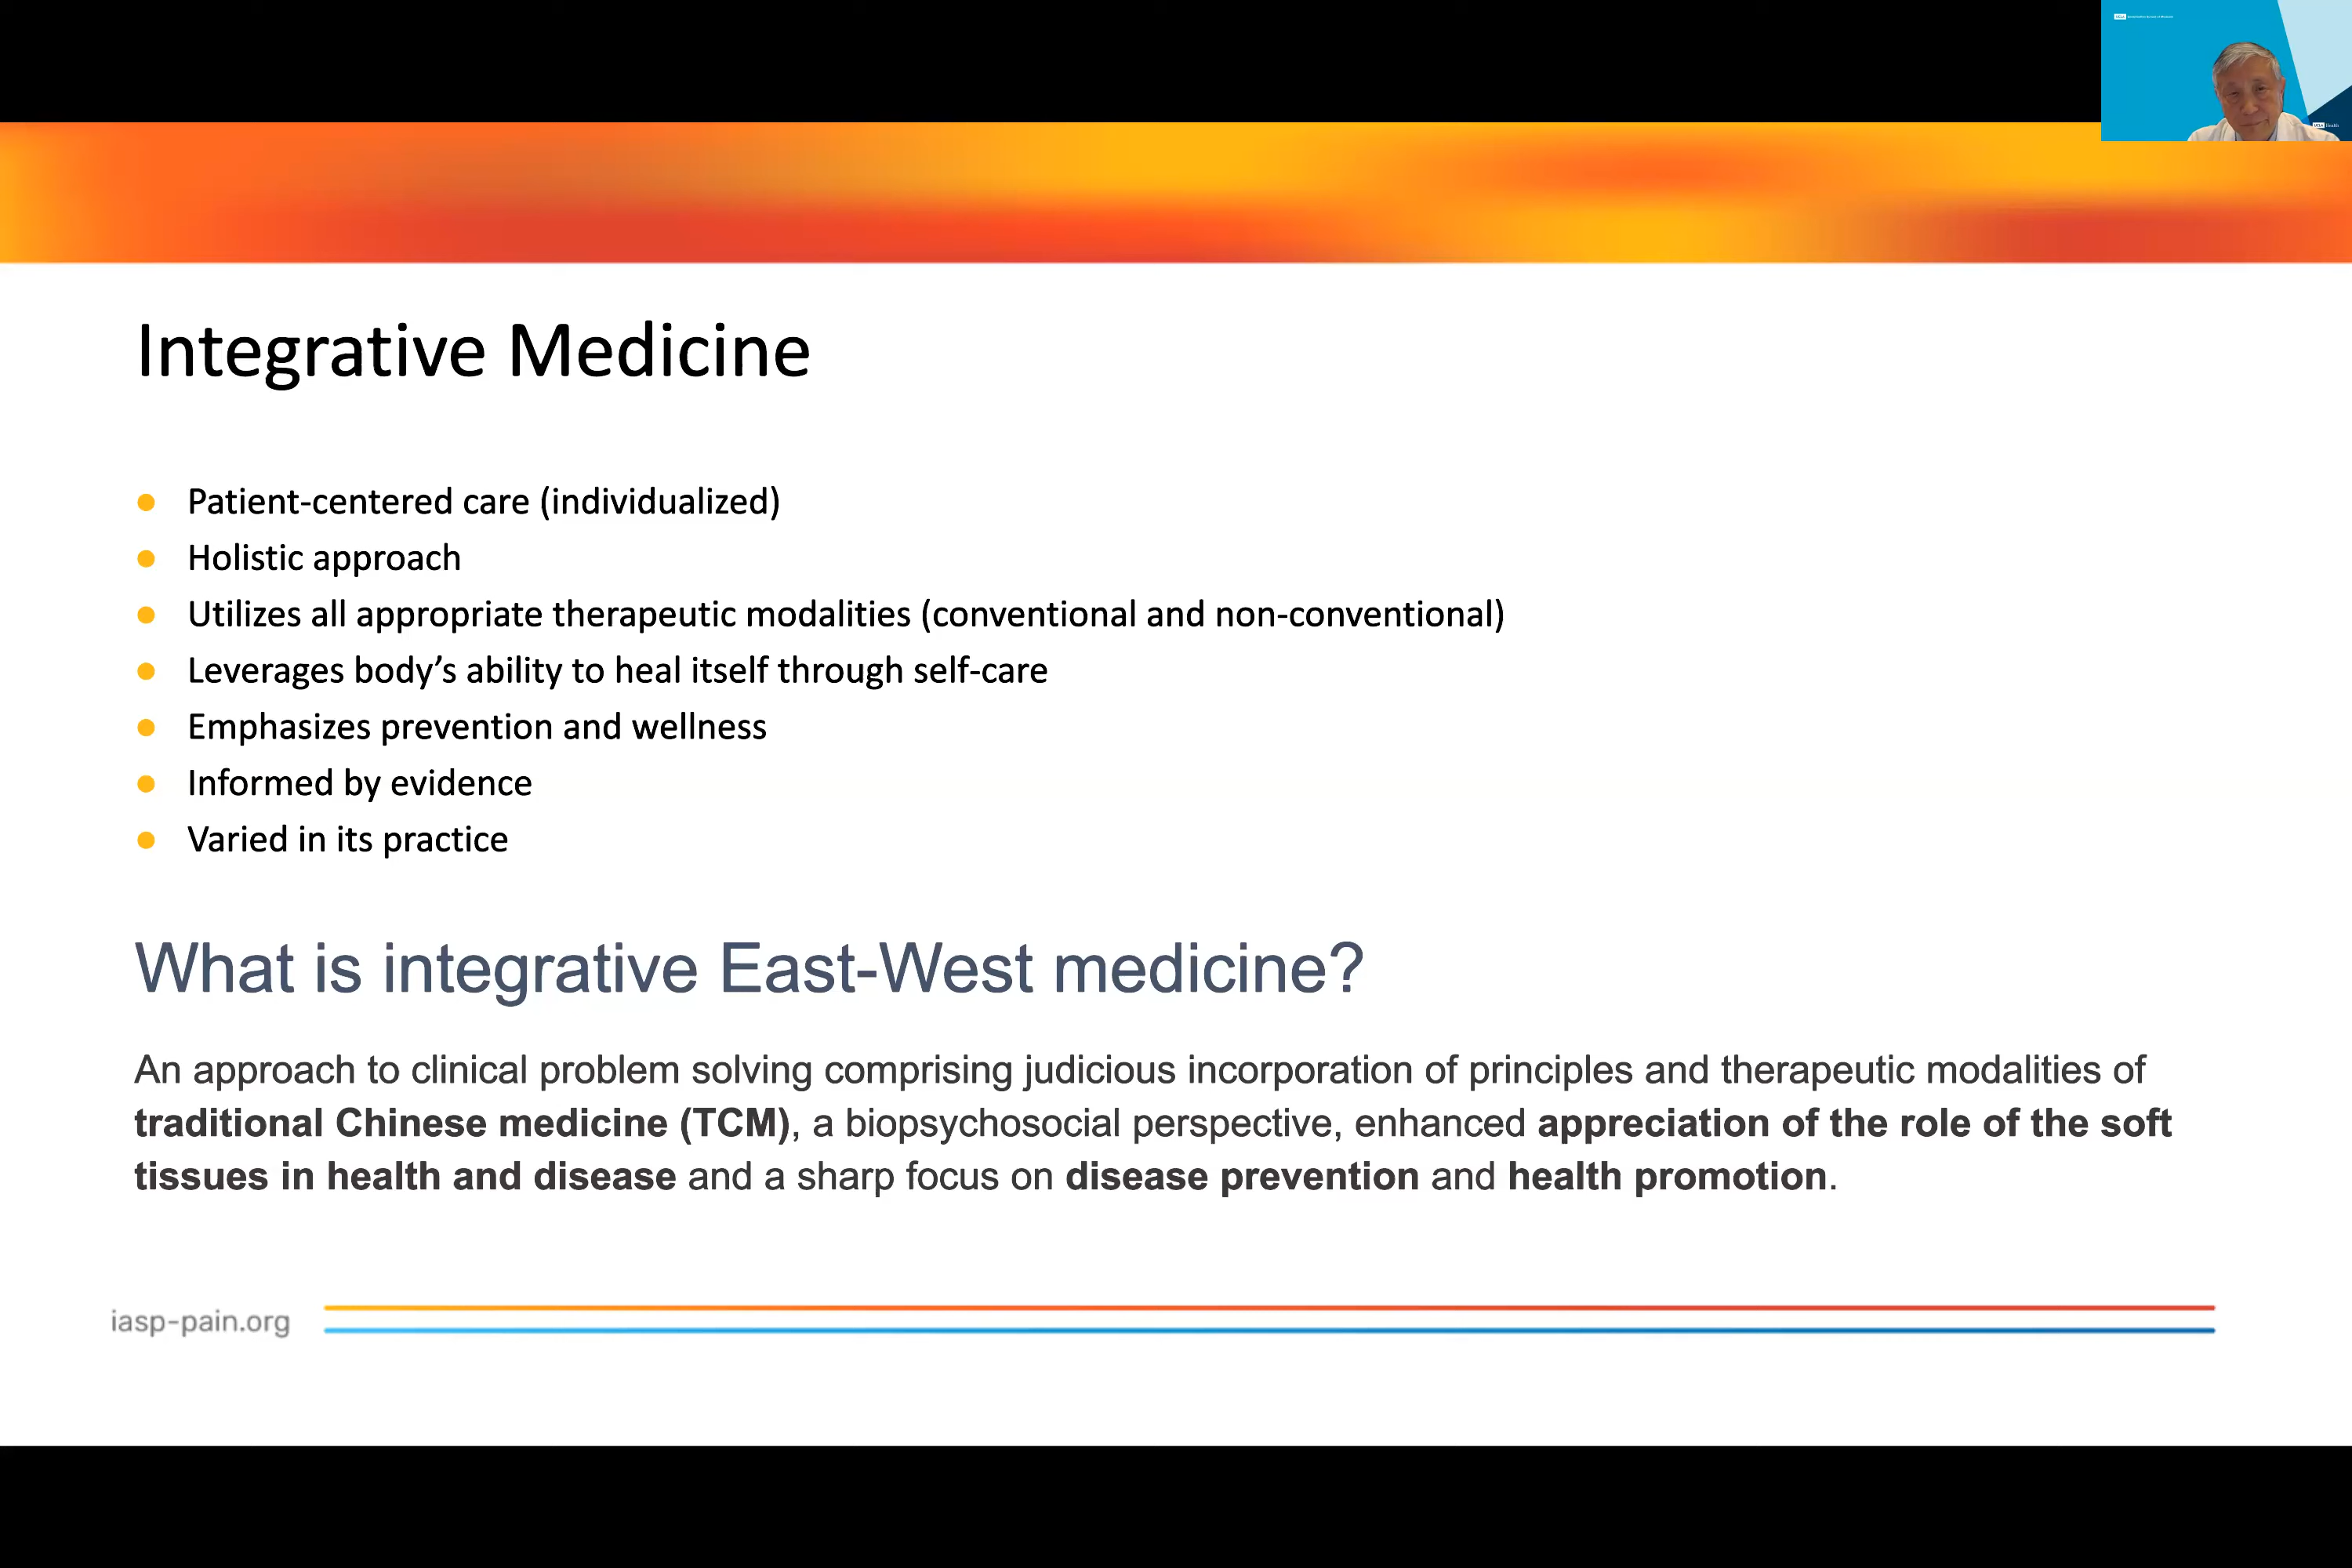 UCLA
UCLA Health
Integrative Medicine
Patient-centered care (individualized)
Holistic approach
Utilizes all appropriate therapeutic modalities (conventional and non-conventional)
Leverages body’s ability to heal itself through self-care
Emphasizes prevention and wellness
Informed by evidence
Varied in its practice
What is integrative East-West medicine?
An approach to clinical problem solving comprising judicious incorporation of principles and therapeutic modalities of
traditional Chinese medicine (TCM), a biopsychosocial perspective, enhanced appreciation of the role of the soft
tissues in health and disease and a sharp focus on disease prevention and health promotion.
iasp-pain.org